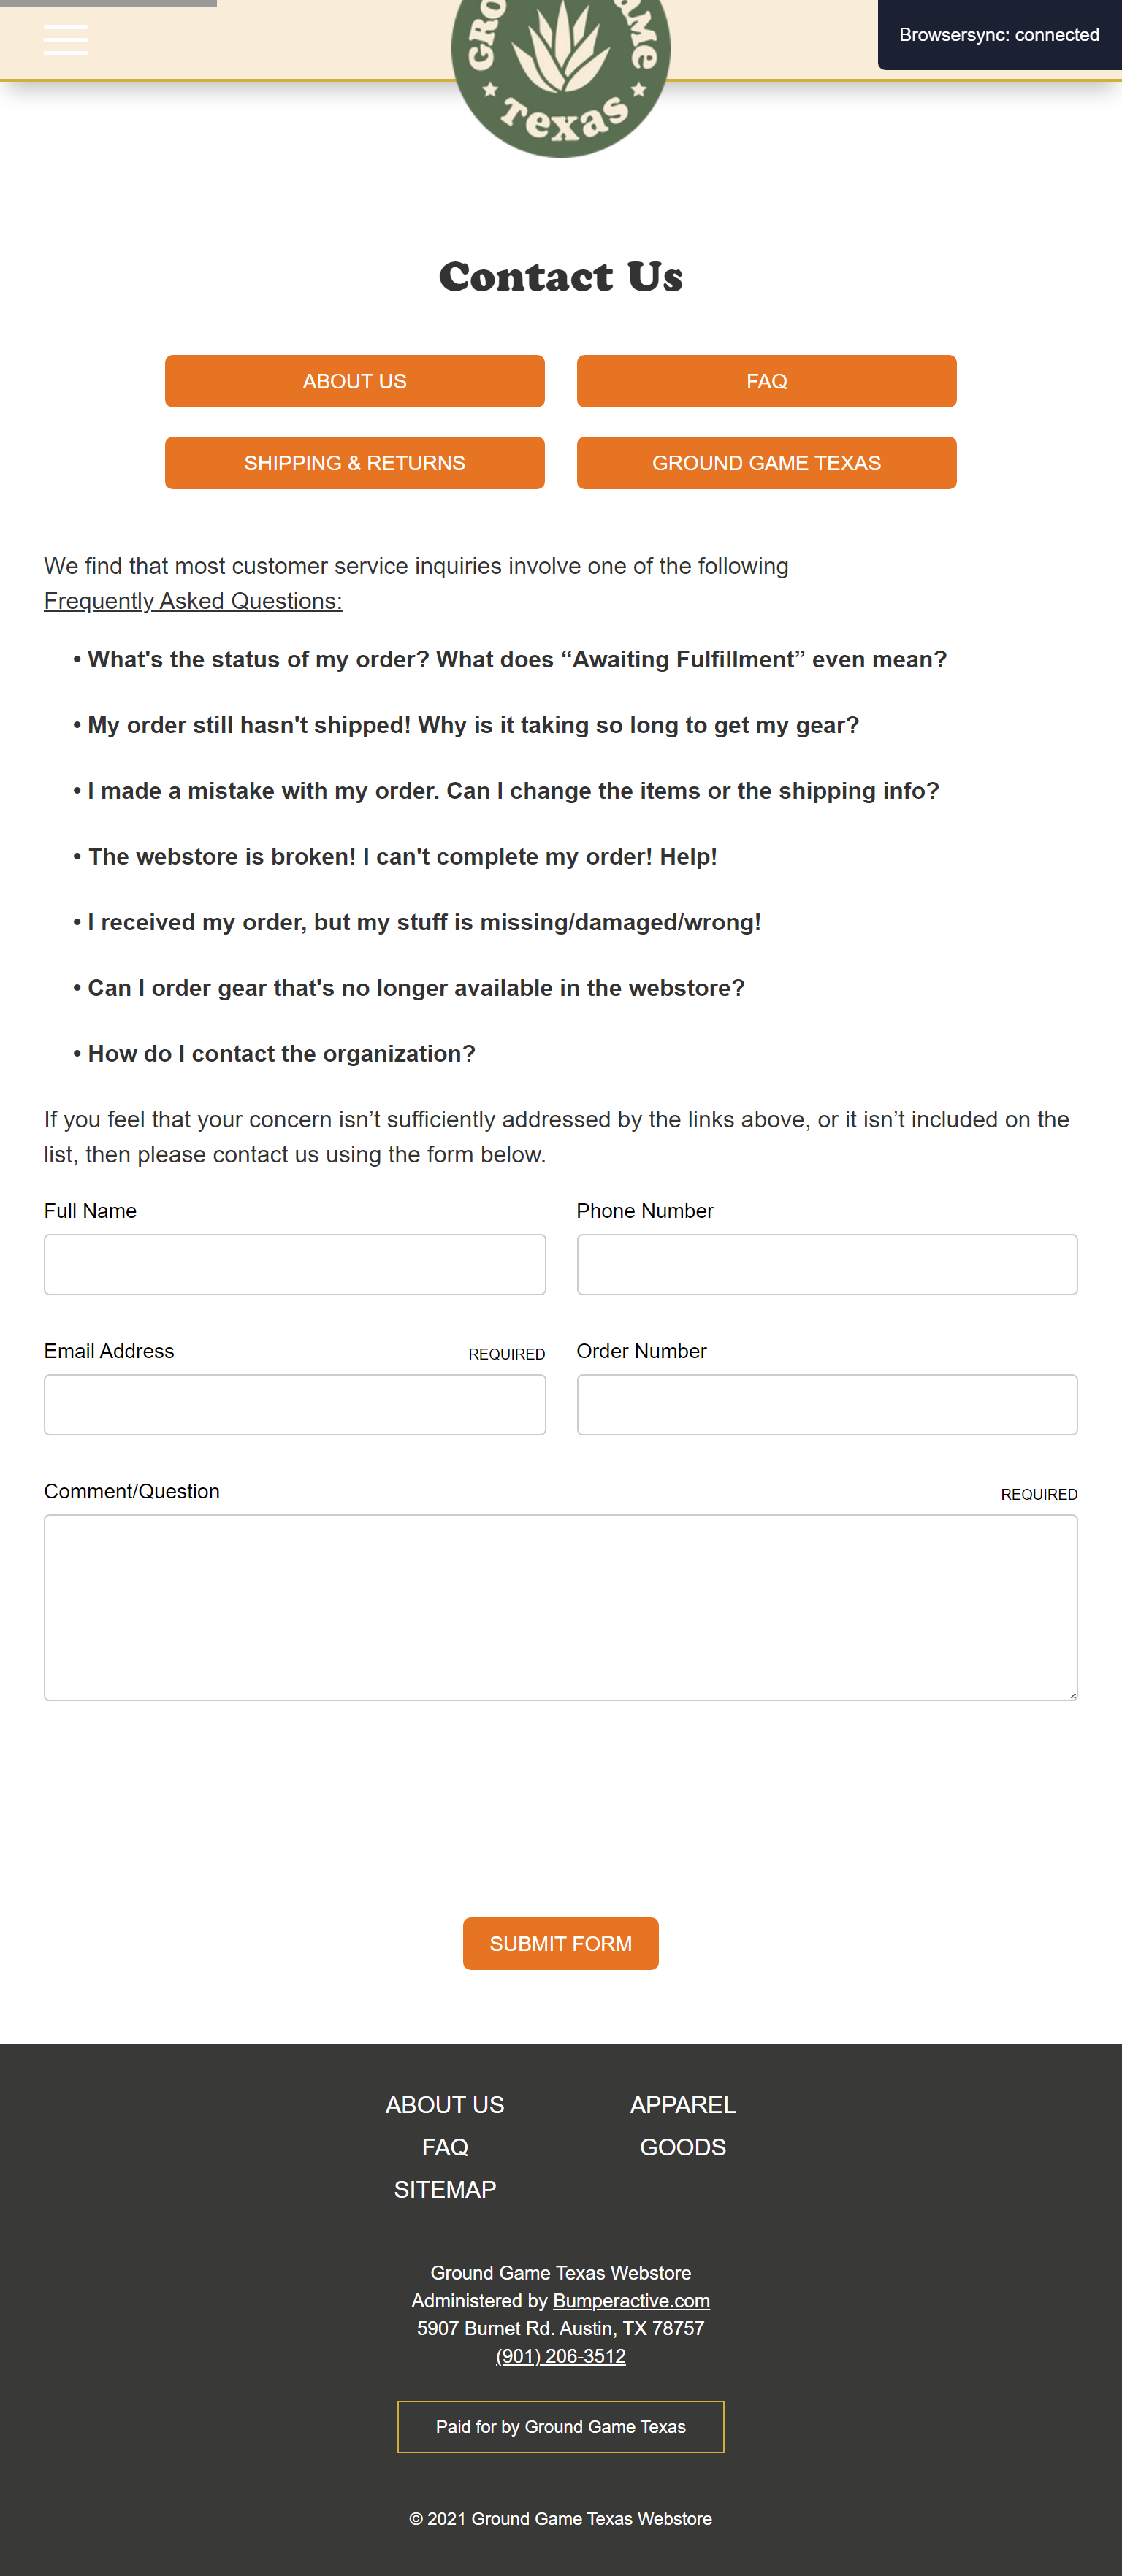 GRO
AME
Texas
Browsersync: connected
Contact Us
ABOUT US
FAQ
SHIPPING & RETURNS
GROUND GAME TEXAS
We find that most customer service inquiries involve one of the following
Frequently Asked Questions:
• What's the status of my order? What does “Awaiting Fulfillment” even mean?
• My order still hasn't shipped! Why is it taking so long to get my gear?
• I made a mistake with my order. Can I change the items or the shipping info?
• The webstore is broken! I can't complete my order! Help!
• I received my order, but my stuff is missing/damaged/wrong!
• Can I order gear that's no longer available in the webstore?
• How do I contact the organization?
If you feel that your concern isn’t sufficiently addressed by the links above, or it isn’t included on the
list, then please contact us using the form below.
Full Name
Phone Number
Email Address REQUIRED
Order Number
Comment/Question REQUIRED
SUBMIT FORM
ABOUT US
FAQ
SITEMAP
APPAREL
GOODS
Ground Game Texas Webstore
Administered by Bumperactive.com
5907 Burnet Rd. Austin, TX 78757
(901) 206-3512
Paid for by Ground Game Texas
© 2021 Ground Game Texas Webstore